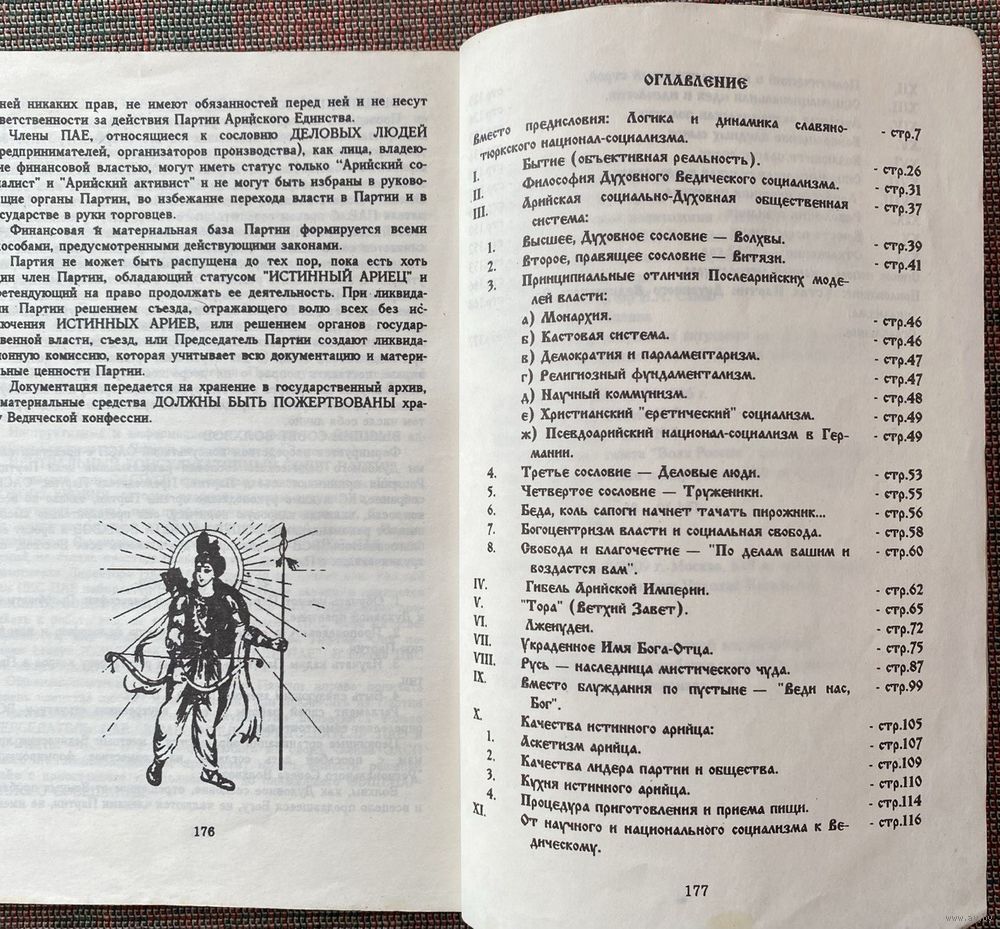 ней никаких прав, не имеют обязанностей перед ней и не несут
ответственности за действия Партии Арийского Единства.
Члены ПАЕ, относящиеся к сословию ДЕЛОВЫХ ЛЮДЕЙ
предпринимателей, организаторов производства), как лица, владею-
финансовой властью, могут иметь статус только "Арийский со-
циалист" и "Арийский активист" и не могут быть избраны в руково-
дящие органы Партии, во избежание перехода власти в Партии и в
государстве в руки торговцев.
Финансовая и материальная база Партии формируется всеми
способами, предусмотренными действующими законами.
Партия не может быть распущена до тех пор, пока есть хоть
один член Партии, обладающий статусом "ИСТИННЫЙ АРИЕЦ" и
претендующий на право продолжать ее деятельность. При ликвида-
ции Партии решением съезда, отражающего волю всех без ис-
ключения ИСТИННЫХ АРИЕВ, или решением органов государ-
ственной власти, съезд, или Председатель Партии создают ликвида-
ционную комиссию, которая учитывает всю документацию и матери-
альные ценности Партии.
Документация передается на хранение в государственный архив,
материальные средства ДОЛЖНЫ БЫТЬ ПОЖЕРТВОВАНЫ хра-
му Ведической конфессии.
176
ОГЛАВЛЕНИЕ
Вместо предисловия: Логика и динамика славяно- - стр.7
тюркского национал-социализма.
I. Бытие (объективная реальность). - стр.26
II. Философия Духовного Ведического социализма. - стр.31
III. Арийская социально-Духовная общественная - стр.37
система:
1. Высшее, Духовное сословие — Волхвы. - стр.39
2. Второе, правящее сословие — Витязи. - стр.41
3. Принципиальные отличия Послеарийских моде-
лей власти:
а) Монархия. - стр.46
б) Кастовая система. - стр.46
в) Демократия и парламентаризм. - стр.47
г) Религиозный фундаментализм. - стр.47
д) Научный коммунизм. - стр.48
е) Христианский "еретический" социализм. - стр.49
ж) Псевдоарийский национал-социализм в Гер- - стр.49
мании.
4. Третье сословие — Деловые люди. - стр.53
5. Четвертое сословие — Труженики. - стр.55
6. Беда, коль сапоги начнет тачать пирожник... - стр.56
7. Богоцентризм власти и социальная свобода. - стр.58
8. Свобода и благочестие — "По делам вашим и - стр.60
воздастся вам".
IV. Гибель Арийской Империи. - стр.62
V. "Тора" (Ветхий Завет). - стр.65
VI. Лжеиудеи. - стр.72
VII. Украденное Имя Бога-Отца. - стр.75
VIII. Русь — наследница мистического чуда. - стр.87
IX. Вместо блуждания по пустыне — "Веди нас, - стр.99
Бог".
X. Качества истинного арийца: - стр.105
1. Аскетизм арийца. - стр.107
2. Качества лидера партии и общества. - стр.109
3. Кухня истинного арийца. - стр.110
4. Процедура приготовления и приема пищи. - стр.114
XI. От научного и национального социализма к Ве- - стр.116
дическому.
177